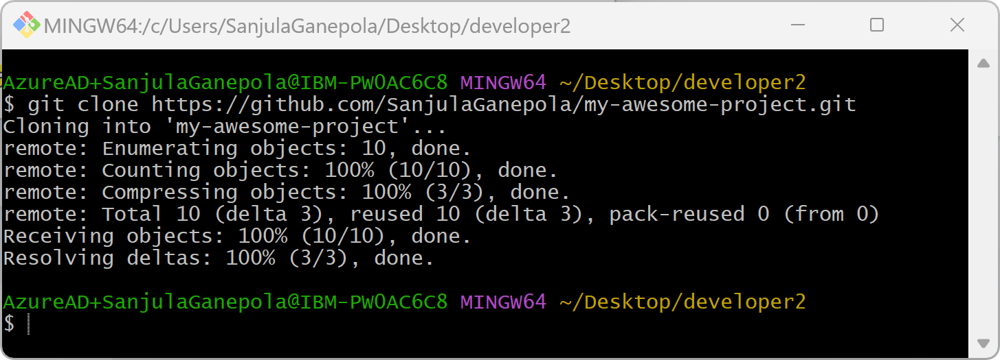 MINGW64:/c/Users/SanjulaGanepola/Desktop/developer2
AzureAD+SanjulaGanepola@IBM-PW0AC6C8 MINGW64 ~/Desktop/developer2
$ git clone https://github.com/SanjulaGanepola/my-awesome-project.git
Cloning into 'my-awesome-project'...
remote: Enumerating objects: 10, done.
remote: Counting objects: 100% (10/10), done.
remote: Compressing objects: 100% (3/3), done.
remote: Total 10 (delta 3), reused 10 (delta 3), pack-reused 0 (from 0)
Receiving objects: 100% (10/10), done.
Resolving deltas: 100% (3/3), done.
AzureAD+SanjulaGanepola@IBM-PW0AC6C8 MINGW64 ~/Desktop/developer2
$